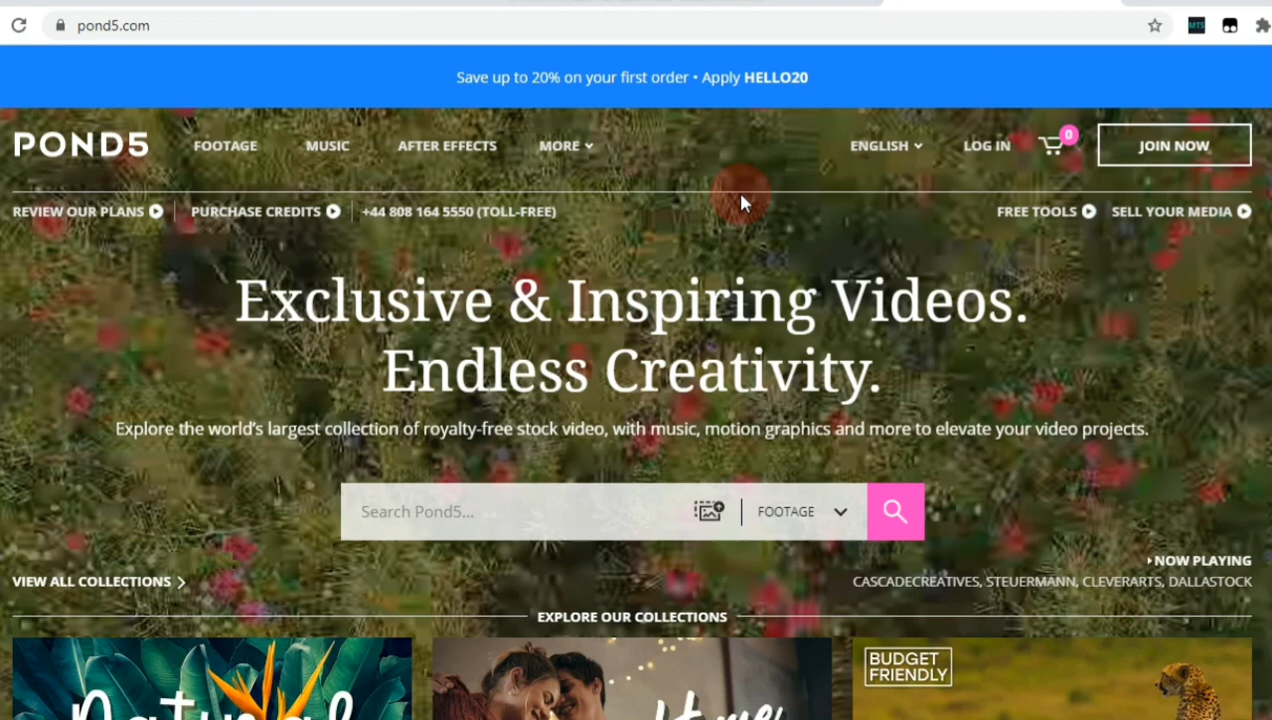 pond5.com
MTS
Save up to 20% on your first order • Apply HELLO20
POND5 FOOTAGE MUSIC AFTER EFFECTS MORE ENGLISH LOG IN 0 JOIN NOW
REVIEW OUR PLANS PURCHASE CREDITS +44 808 164 5550 (TOLL-FREE) FREE TOOLS SELL YOUR MEDIA
Exclusive & Inspiring Videos.
Endless Creativity.
Explore the world's largest collection of royalty-free stock video, with music, motion graphics and more to elevate your video projects.
Search Pond5... FOOTAGE
NOW PLAYING
VIEW ALL COLLECTIONS CASCADECREATIVES, STEUERMANN, CLEVERARTS, DALLASTOCK
EXPLORE OUR COLLECTIONS
Natural
Home
BUDGET
FRIENDLY